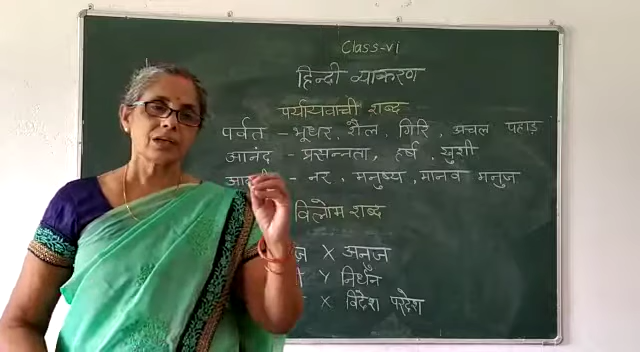 Class-vi
हिन्दी व्याकरण
पर्यायवाची शब्द
पर्वत - भूधर, शैल, गिरि, अचल पहाड़
आनंद - प्रसन्नता, हर्ष, खुशी
- नर, मनुष्य, मानव मनुज
विलोम शब्द
x अनुज
x निर्धन
x विदेश परदेश